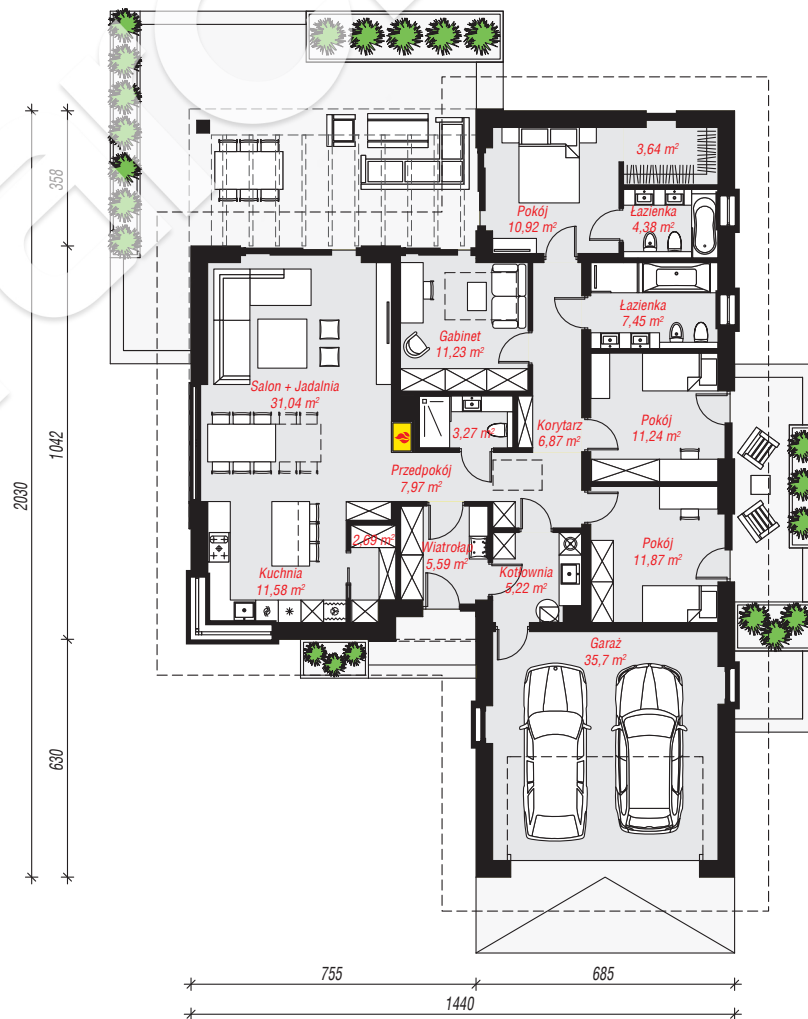 3,64 m²
Pokój
10,92 m²
Łazienka
4,38 m²
358
Łazienka
7,45 m²
Gabinet
11,23 m²
Salon + Jadalnia
31,04 m²
Korytarz
6,87 m²
3,27 m²
Pokój
11,24 m²
1042
2030
Przedpokój
7,97 m²
2,69 m²
Wiatrołap
5,59 m²
Pokój
11,87 m²
Kuchnia
11,58 m²
Kotłownia
5,22 m²
Garaż
35,7 m²
630
755
685
1440